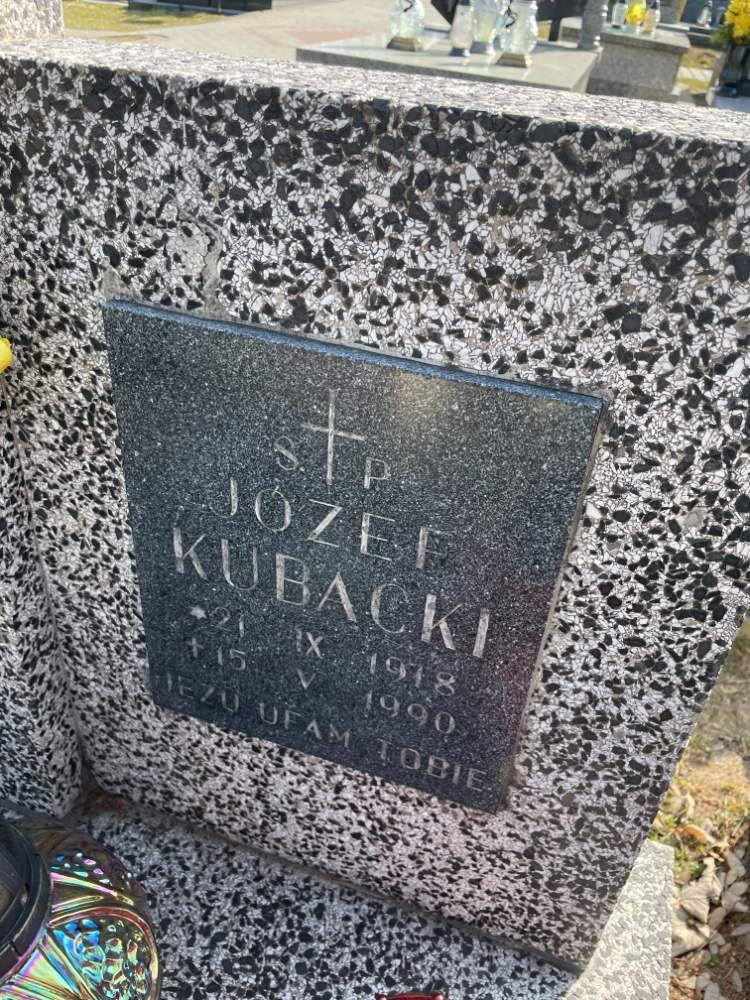 S. P
JÓZEF
KUBACKI
* 21 IX 1918
+ 15 V 1990
JEZU UFAM TOBIE.